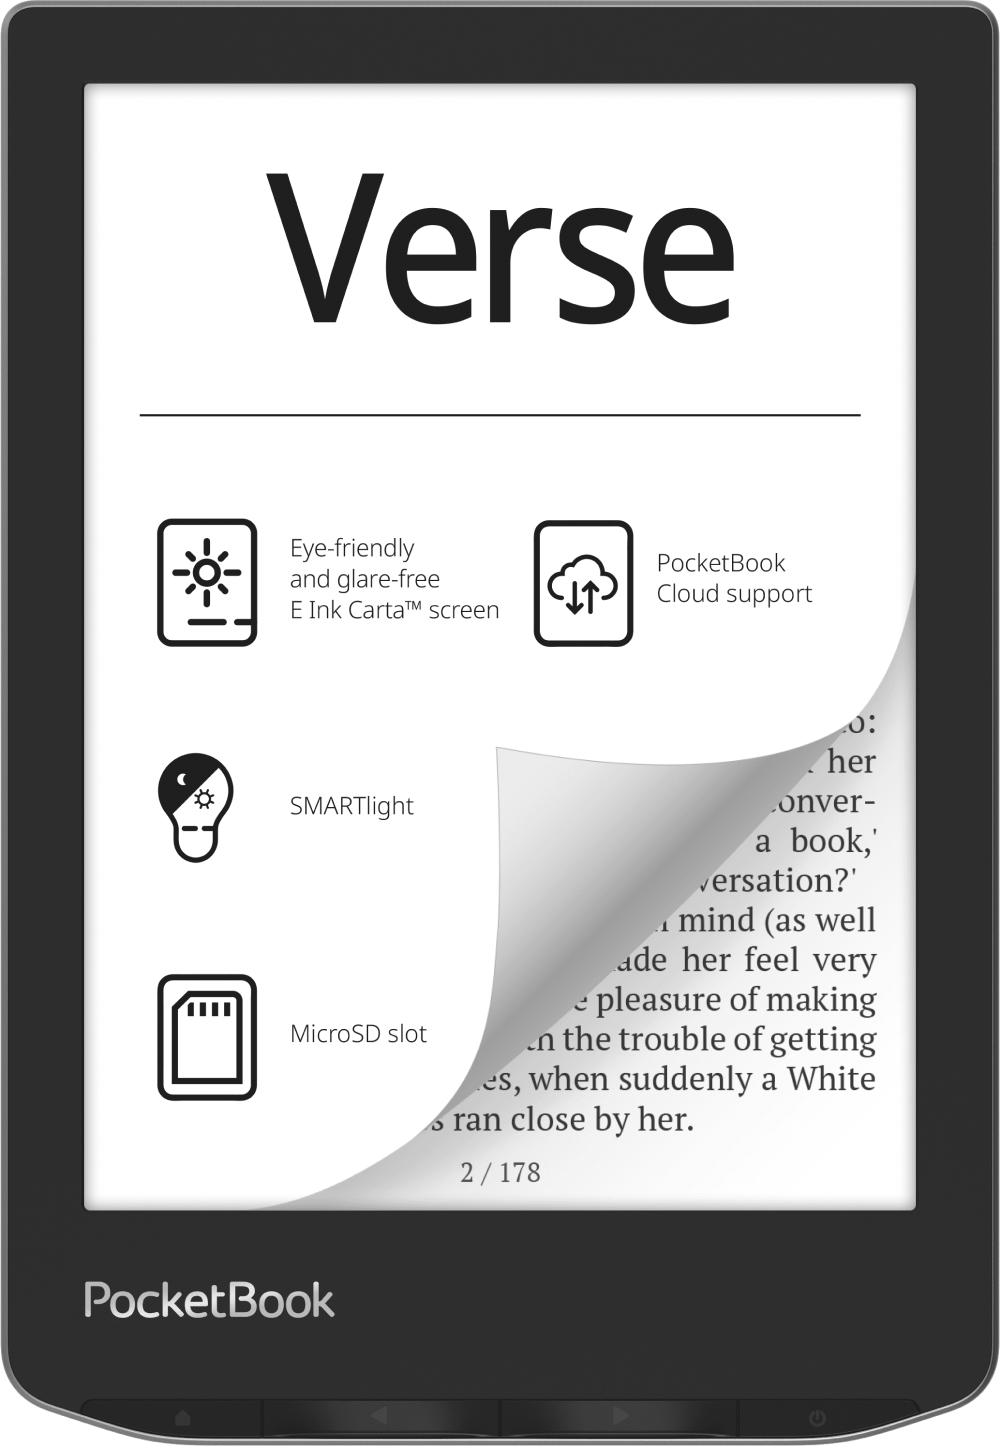 Verse
Eye-friendly
and glare-free
E Ink Carta™ screen
PocketBook
Cloud support
SMARTlight
MicroSD slot
her
a book,'
mind (as well
her feel very
pleasure of making
the trouble of getting
when suddenly a White
ran close by her.
2 / 178
PocketBook